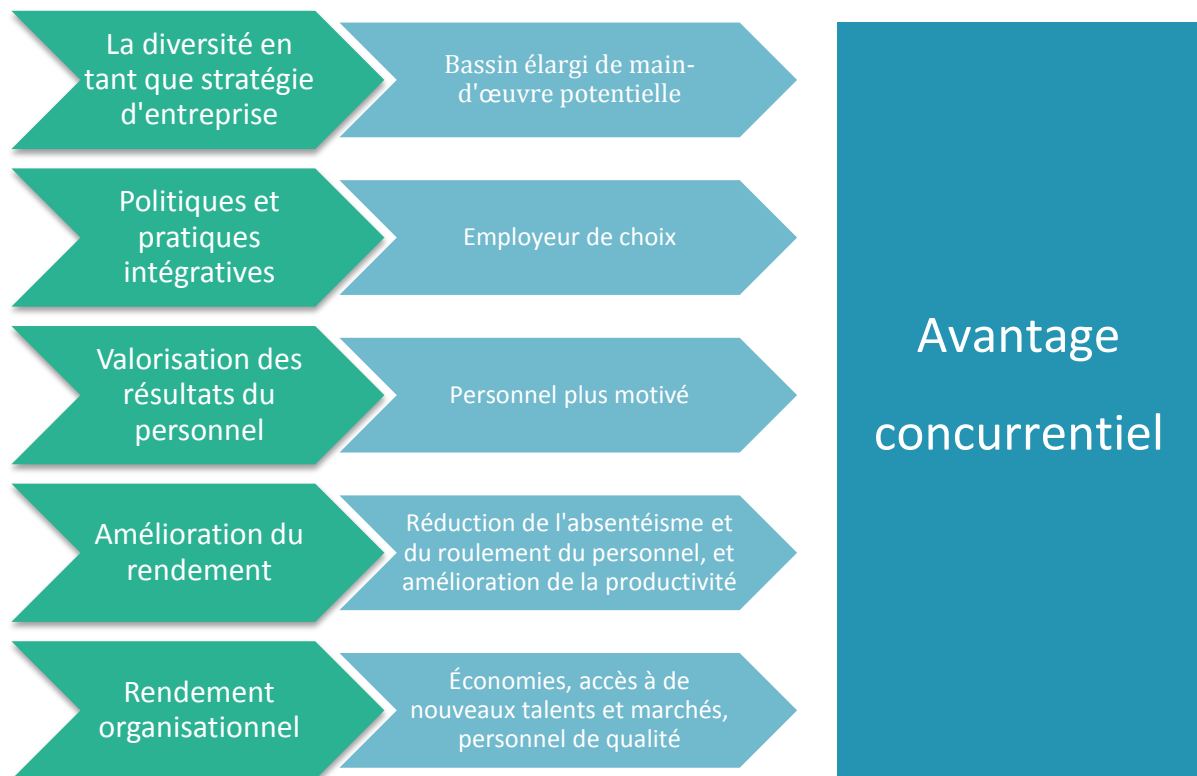 La diversité en
tant que stratégie
d'entreprise
Bassin élargi de main-
d'œuvre potentielle
Politiques et
pratiques
intégratives
Employeur de choix
Valorisation des
résultats du
personnel
Personnel plus motivé
Amélioration du
rendement
Réduction de l'absentéisme et
du roulement du personnel, et
amélioration de la productivité
Rendement
organisationnel
Économies, accès à de
nouveaux talents et marchés,
personnel de qualité
Avantage
concurrentiel